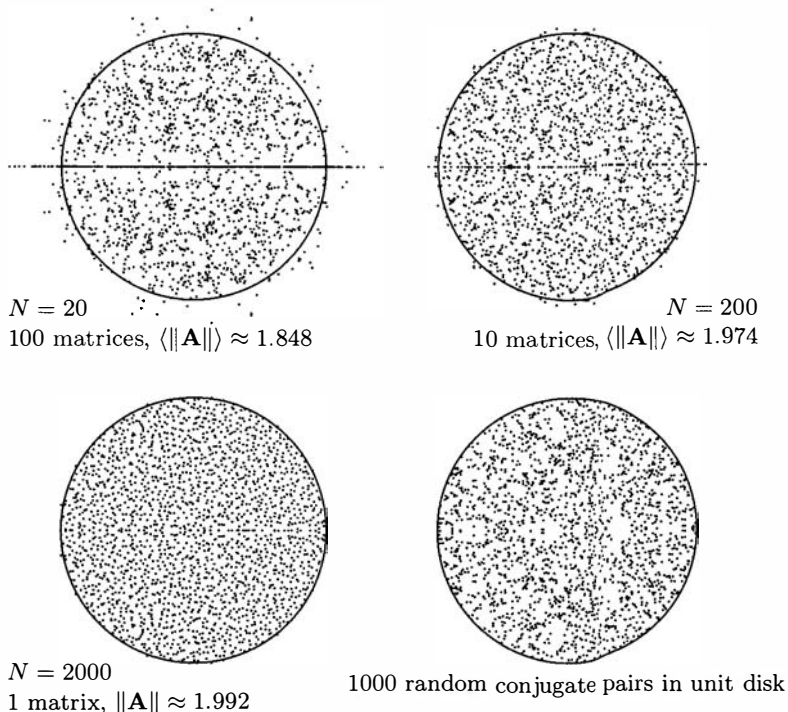 N = 20
100 matrices, ⟨‖A‖⟩ ≈ 1.848
N = 200
10 matrices, ⟨‖A‖⟩ ≈ 1.974
N = 2000
1 matrix, ‖A‖ ≈ 1.992
1000 random conjugate pairs in unit disk